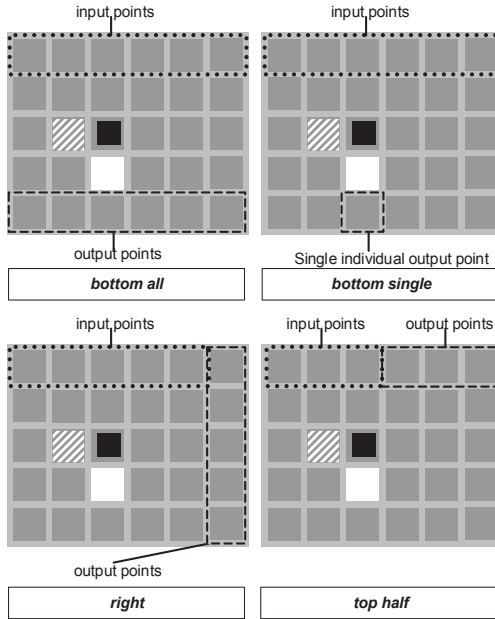 input points
input points
output points
Single individual output point
bottom all
bottom single
input points
input points
output points
output points
right
top half